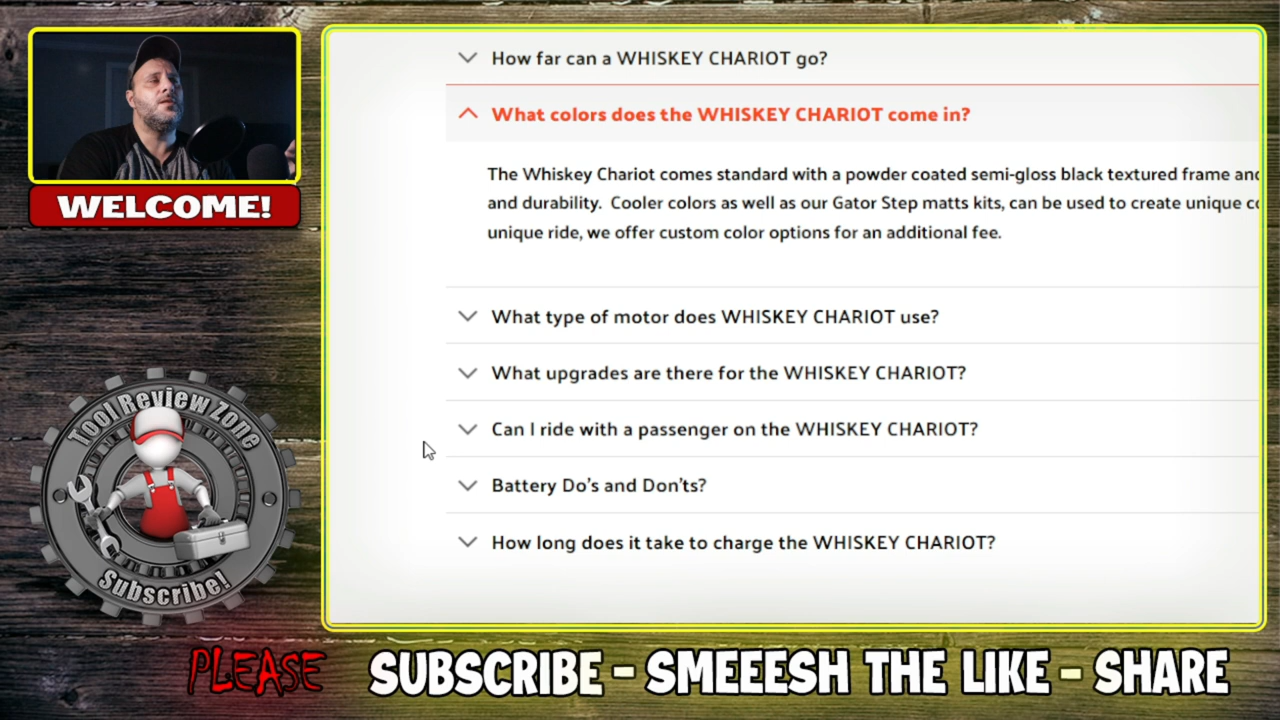 How far can a WHISKEY CHARIOT go?
What colors does the WHISKEY CHARIOT come in?
The Whiskey Chariot comes standard with a powder coated semi-gloss black textured frame and
and durability. Cooler colors as well as our Gator Step matts kits, can be used to create unique
unique ride, we offer custom color options for an additional fee.
WELCOME!
What type of motor does WHISKEY CHARIOT use?
What upgrades are there for the WHISKEY CHARIOT?
Can I ride with a passenger on the WHISKEY CHARIOT?
Battery Do's and Don'ts?
How long does it take to charge the WHISKEY CHARIOT?
Tool Review Zone
Subscribe!
PLEASE SUBSCRIBE - SMEEESH THE LIKE - SHARE